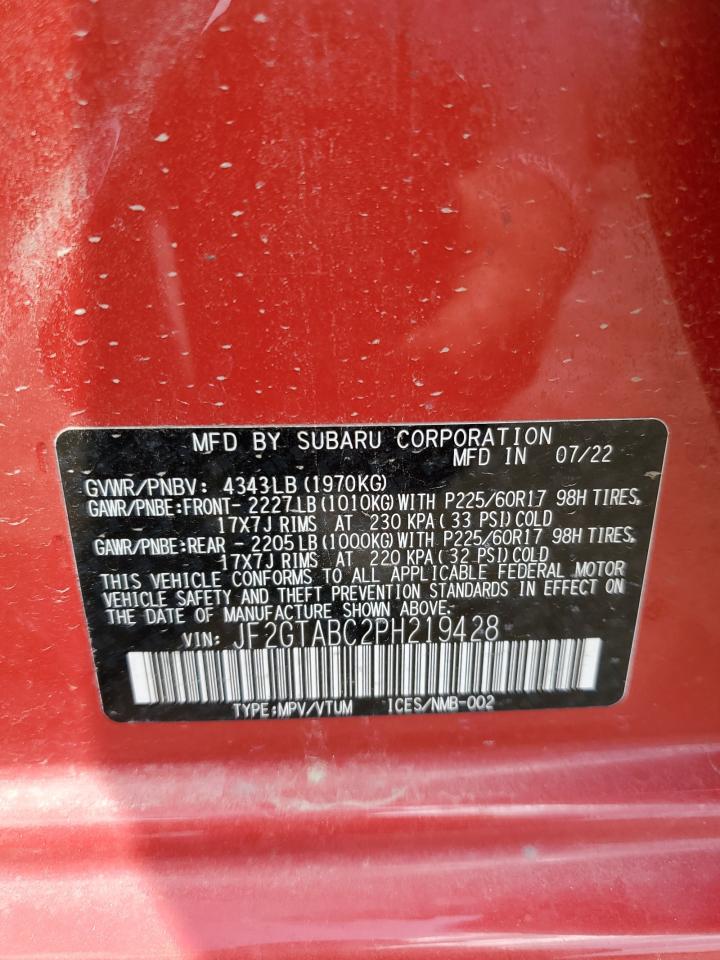 MFD BY SUBARU CORPORATION
MFD IN 07/22
GVWR/PNBV: 4343LB (1970KG)
GAWR/PNBE:FRONT- 2227LB(1010KG)WITH P225/60R17 98H TIRES,
17X7J RIMS AT 230 KPA(33 PSI)COLD
GAWR/PNBE:REAR - 2205LB(1000KG)WITH P225/60R17 98H TIRES,
17X7J RIMS AT 220 KPA(32 PSI)COLD
THIS VEHICLE CONFORMS TO ALL APPLICABLE FEDERAL MOTOR
VEHICLE SAFETY AND THEFT PREVENTION STANDARDS IN EFFECT ON
THE DATE OF MANUFACTURE SHOWN ABOVE.
VIN: JF2GTABC2PH219428
TYPE:MPV/VTUM ICES/NMB-002